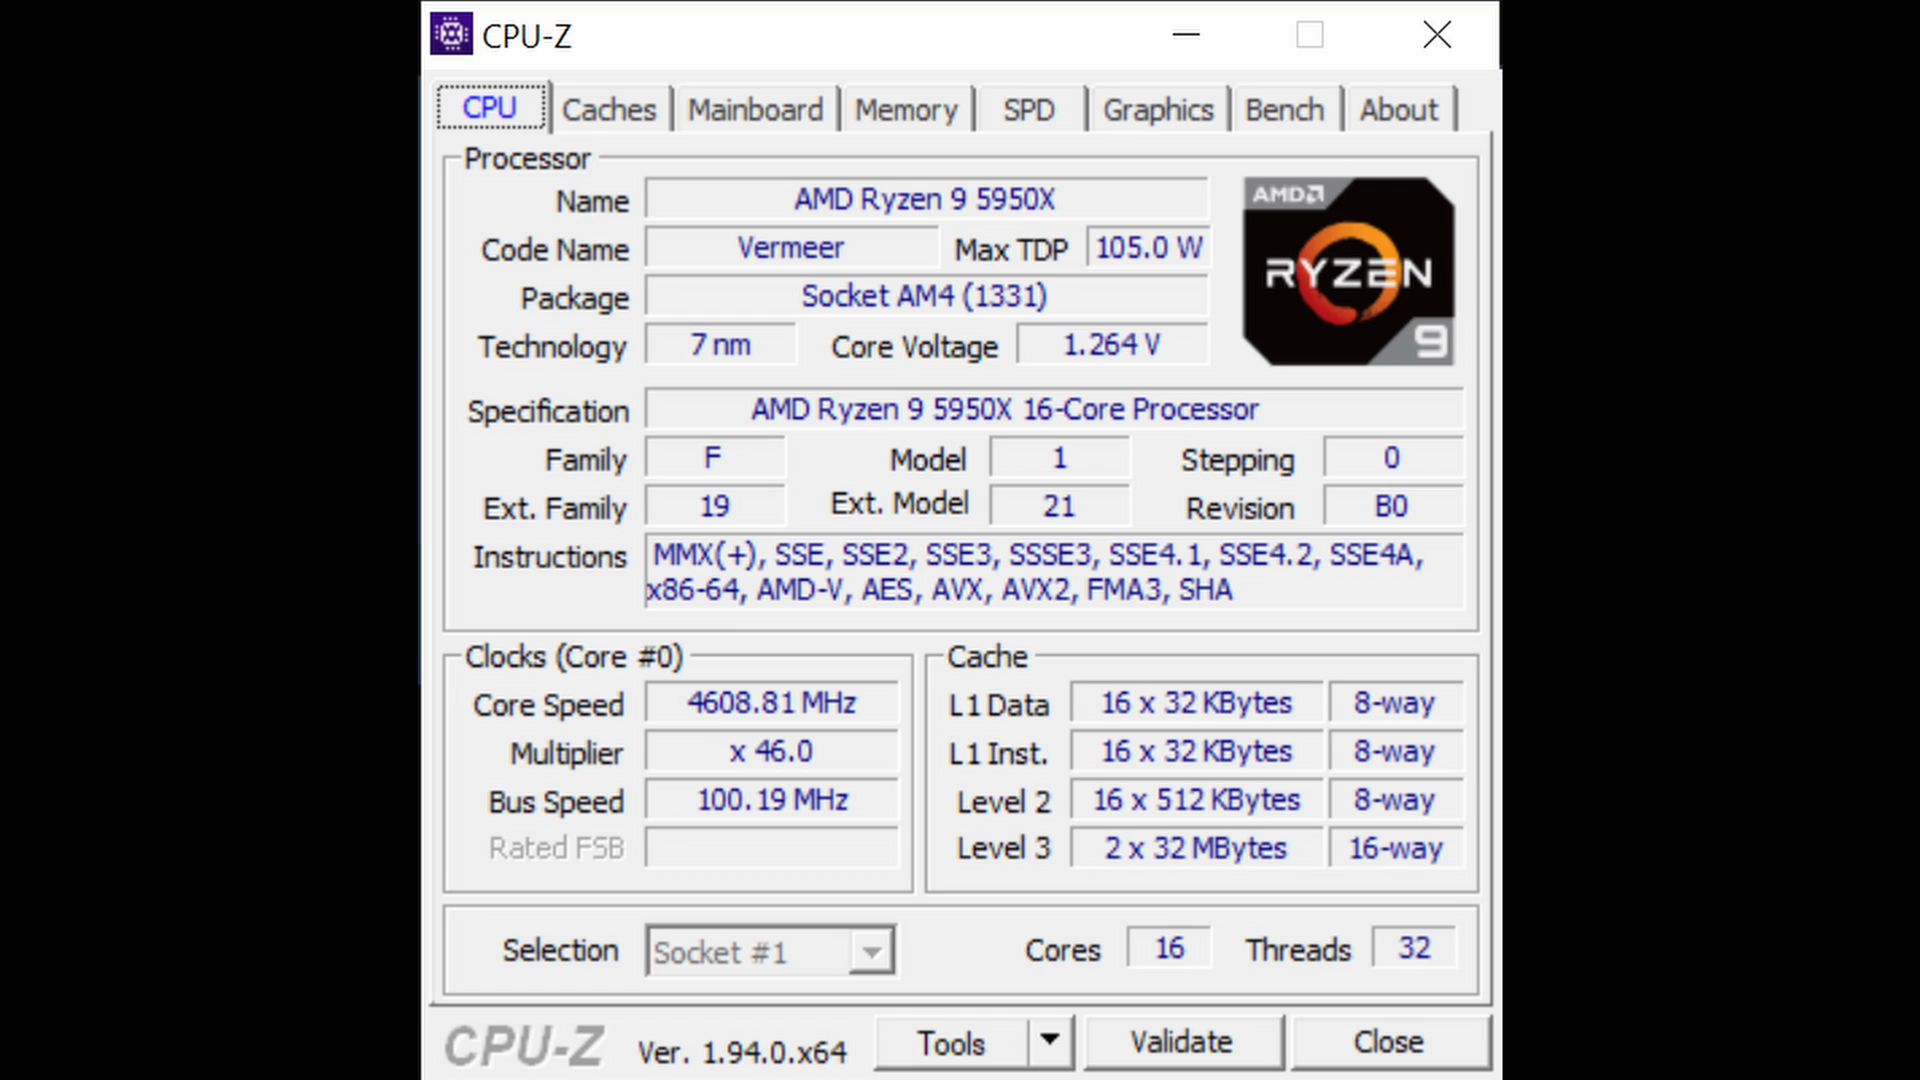 CPU-Z
CPU Caches Mainboard Memory SPD Graphics Bench About
Processor
Name AMD Ryzen 9 5950X
Code Name Vermeer Max TDP 105.0 W
Package Socket AM4 (1331)
Technology 7 nm Core Voltage 1.264 V
AMD
RYZEN
9
Specification AMD Ryzen 9 5950X 16-Core Processor
Family F Model 1 Stepping 0
Ext. Family 19 Ext. Model 21 Revision B0
Instructions MMX(+), SSE, SSE2, SSE3, SSSE3, SSE4.1, SSE4.2, SSE4A,
x86-64, AMD-V, AES, AVX, AVX2, FMA3, SHA
Clocks (Core #0)
Core Speed 4608.81 MHz
Multiplier x 46.0
Bus Speed 100.19 MHz
Rated FSB
Cache
L1 Data 16 x 32 KBytes 8-way
L1 Inst. 16 x 32 KBytes 8-way
Level 2 16 x 512 KBytes 8-way
Level 3 2 x 32 MBytes 16-way
Selection Socket #1 Cores 16 Threads 32
CPU-Z Ver. 1.94.0.x64 Tools Validate Close